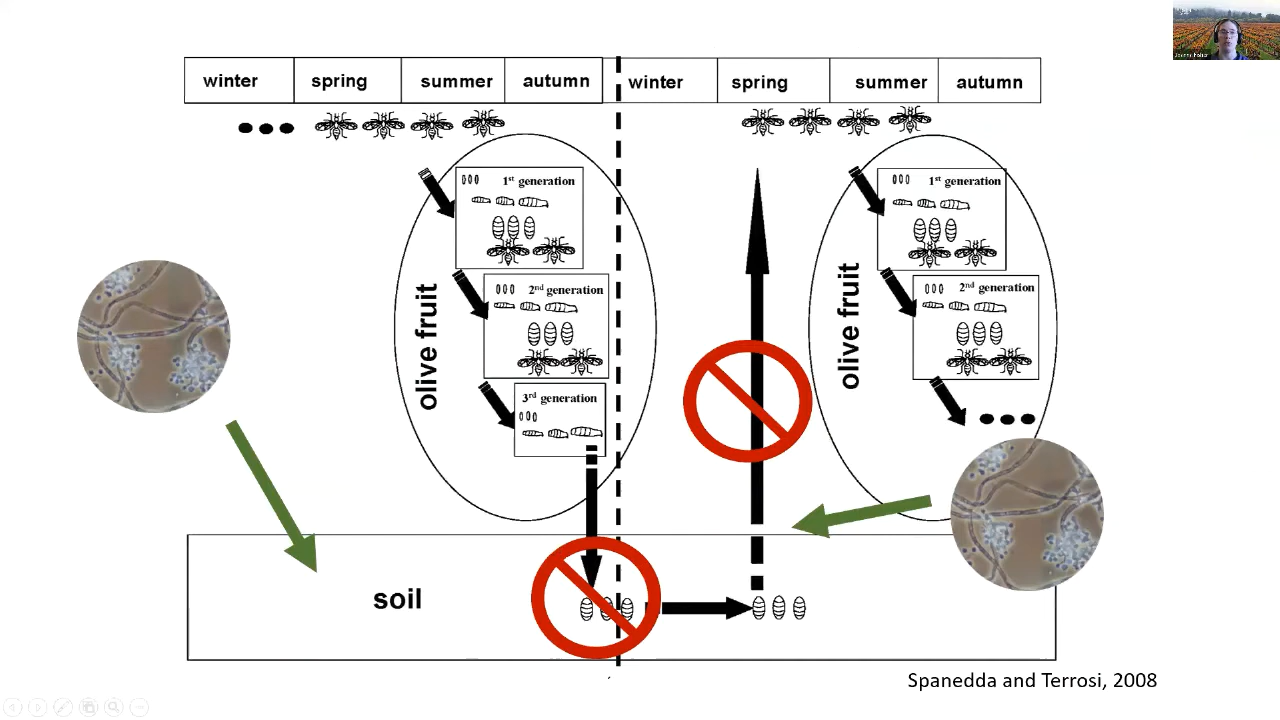 winter spring summer autumn winter spring summer autumn
1st generation
2nd generation
3rd generation
olive fruit
1st generation
2nd generation
olive fruit
soil
Spanedda and Terrosi, 2008